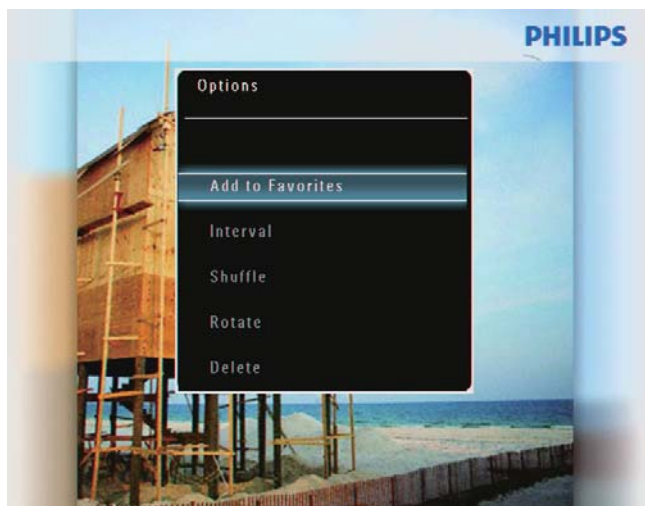 PHILIPS
Options
Add to Favorites
Interval
Shuffle
Rotate
Delete